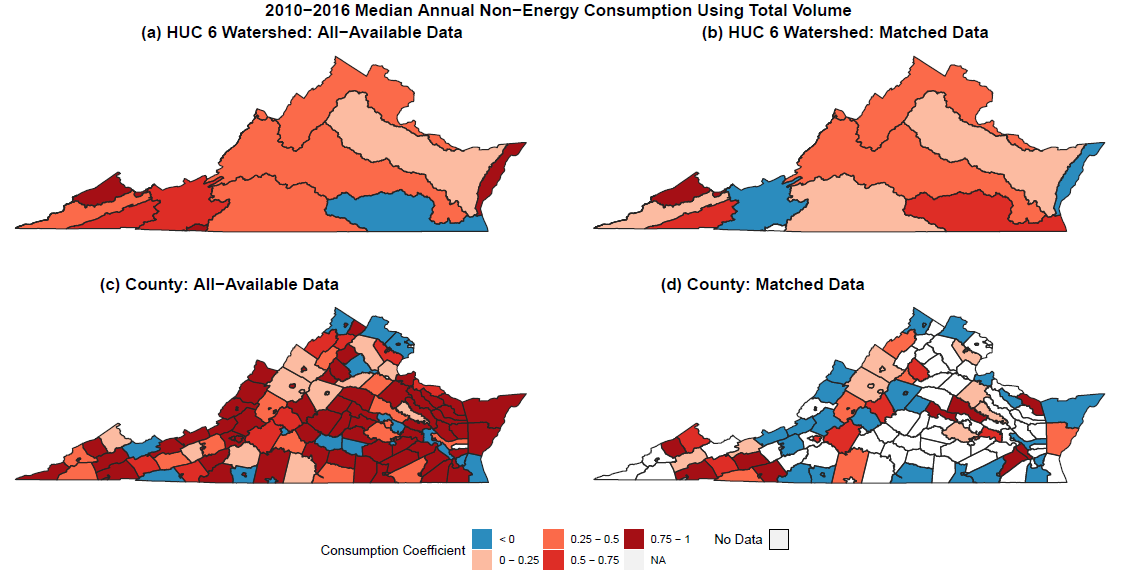 2010−2016 Median Annual Non−Energy Consumption Using Total Volume
(a) HUC 6 Watershed: All−Available Data
(b) HUC 6 Watershed: Matched Data
(c) County: All−Available Data
(d) County: Matched Data
Consumption Coefficient
< 0
0.25 − 0.5
0.75 − 1
No Data
0 − 0.25
0.5 − 0.75
NA